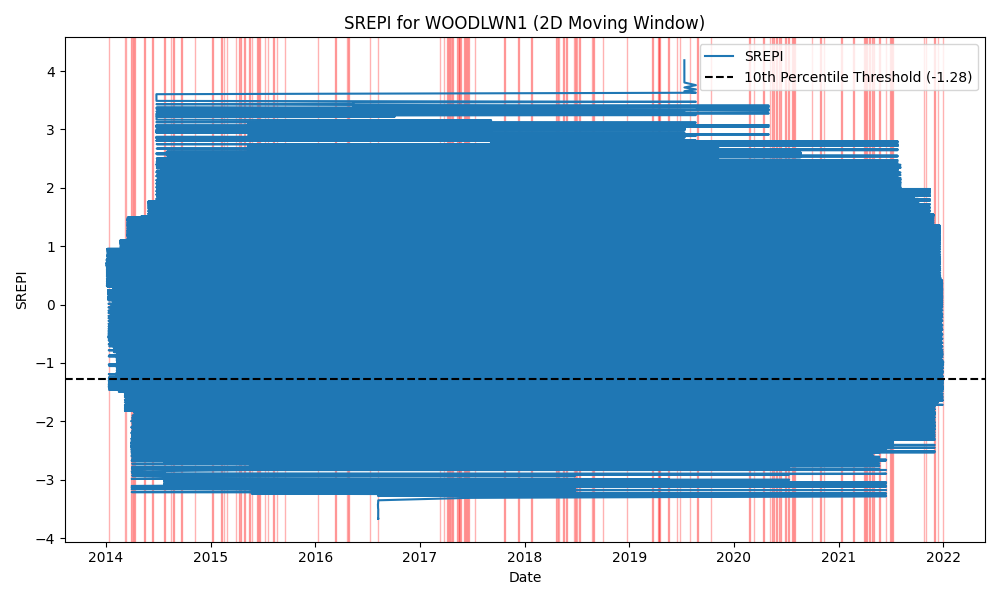 SREPI for WOODLWN1 (2D Moving Window)
SREPI
10th Percentile Threshold (-1.28)
4
3
2
1
0
−1
−2
−3
−4
SREPI
2014 2015 2016 2017 2018 2019 2020 2021 2022
Date